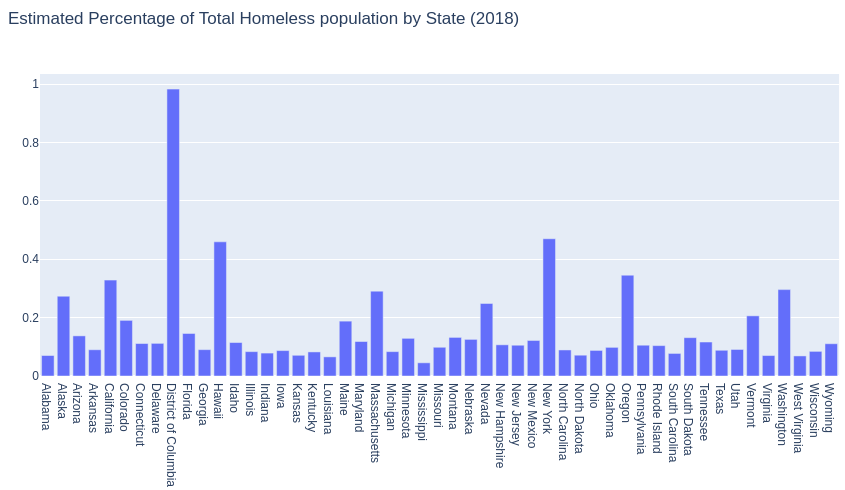 Estimated Percentage of Total Homeless population by State (2018)
1
0.8
0.6
0.4
0.2
0
Alabama
Alaska
Arizona
Arkansas
California
Colorado
Connecticut
Delaware
District of Columbia
Florida
Georgia
Hawaii
Idaho
Illinois
Indiana
Iowa
Kansas
Kentucky
Louisiana
Maine
Maryland
Massachusetts
Michigan
Minnesota
Mississippi
Missouri
Montana
Nebraska
Nevada
New Hampshire
New Jersey
New Mexico
New York
North Carolina
North Dakota
Ohio
Oklahoma
Oregon
Pennsylvania
Rhode Island
South Carolina
South Dakota
Tennessee
Texas
Utah
Vermont
Virginia
Washington
West Virginia
Wisconsin
Wyoming